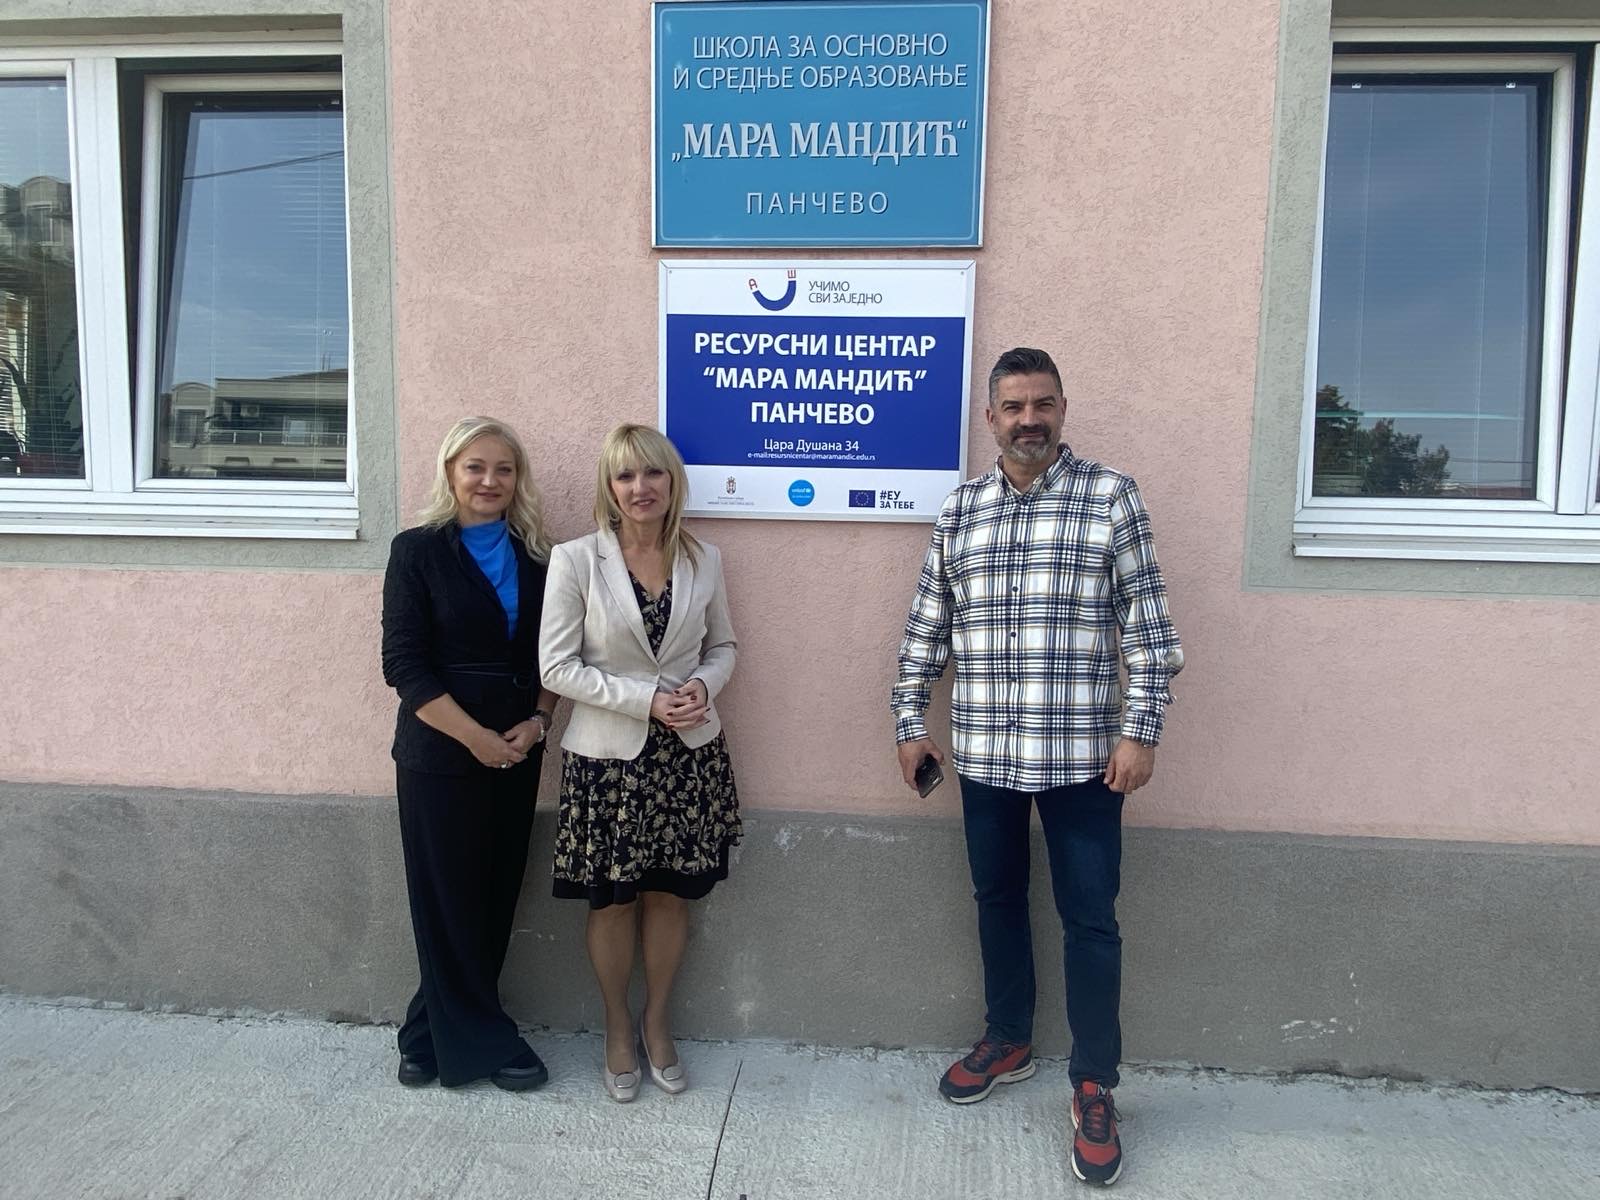 ШКОЛА ЗА ОСНОВНО
И СРЕДЊЕ ОБРАЗОВАЊЕ
„МАРА МАНДИЋ“
ПАНЧЕВО
А Ш
УЧИМО
СВИ ЗАЈЕДНО
РЕСУРСНИ ЦЕНТАР
“МАРА МАНДИЋ”
ПАНЧЕВО
Цара Душана 34
e-mail:resursnicentar@maramandic.edu.rs
unicef
#ЕУ
ЗА ТЕБЕ